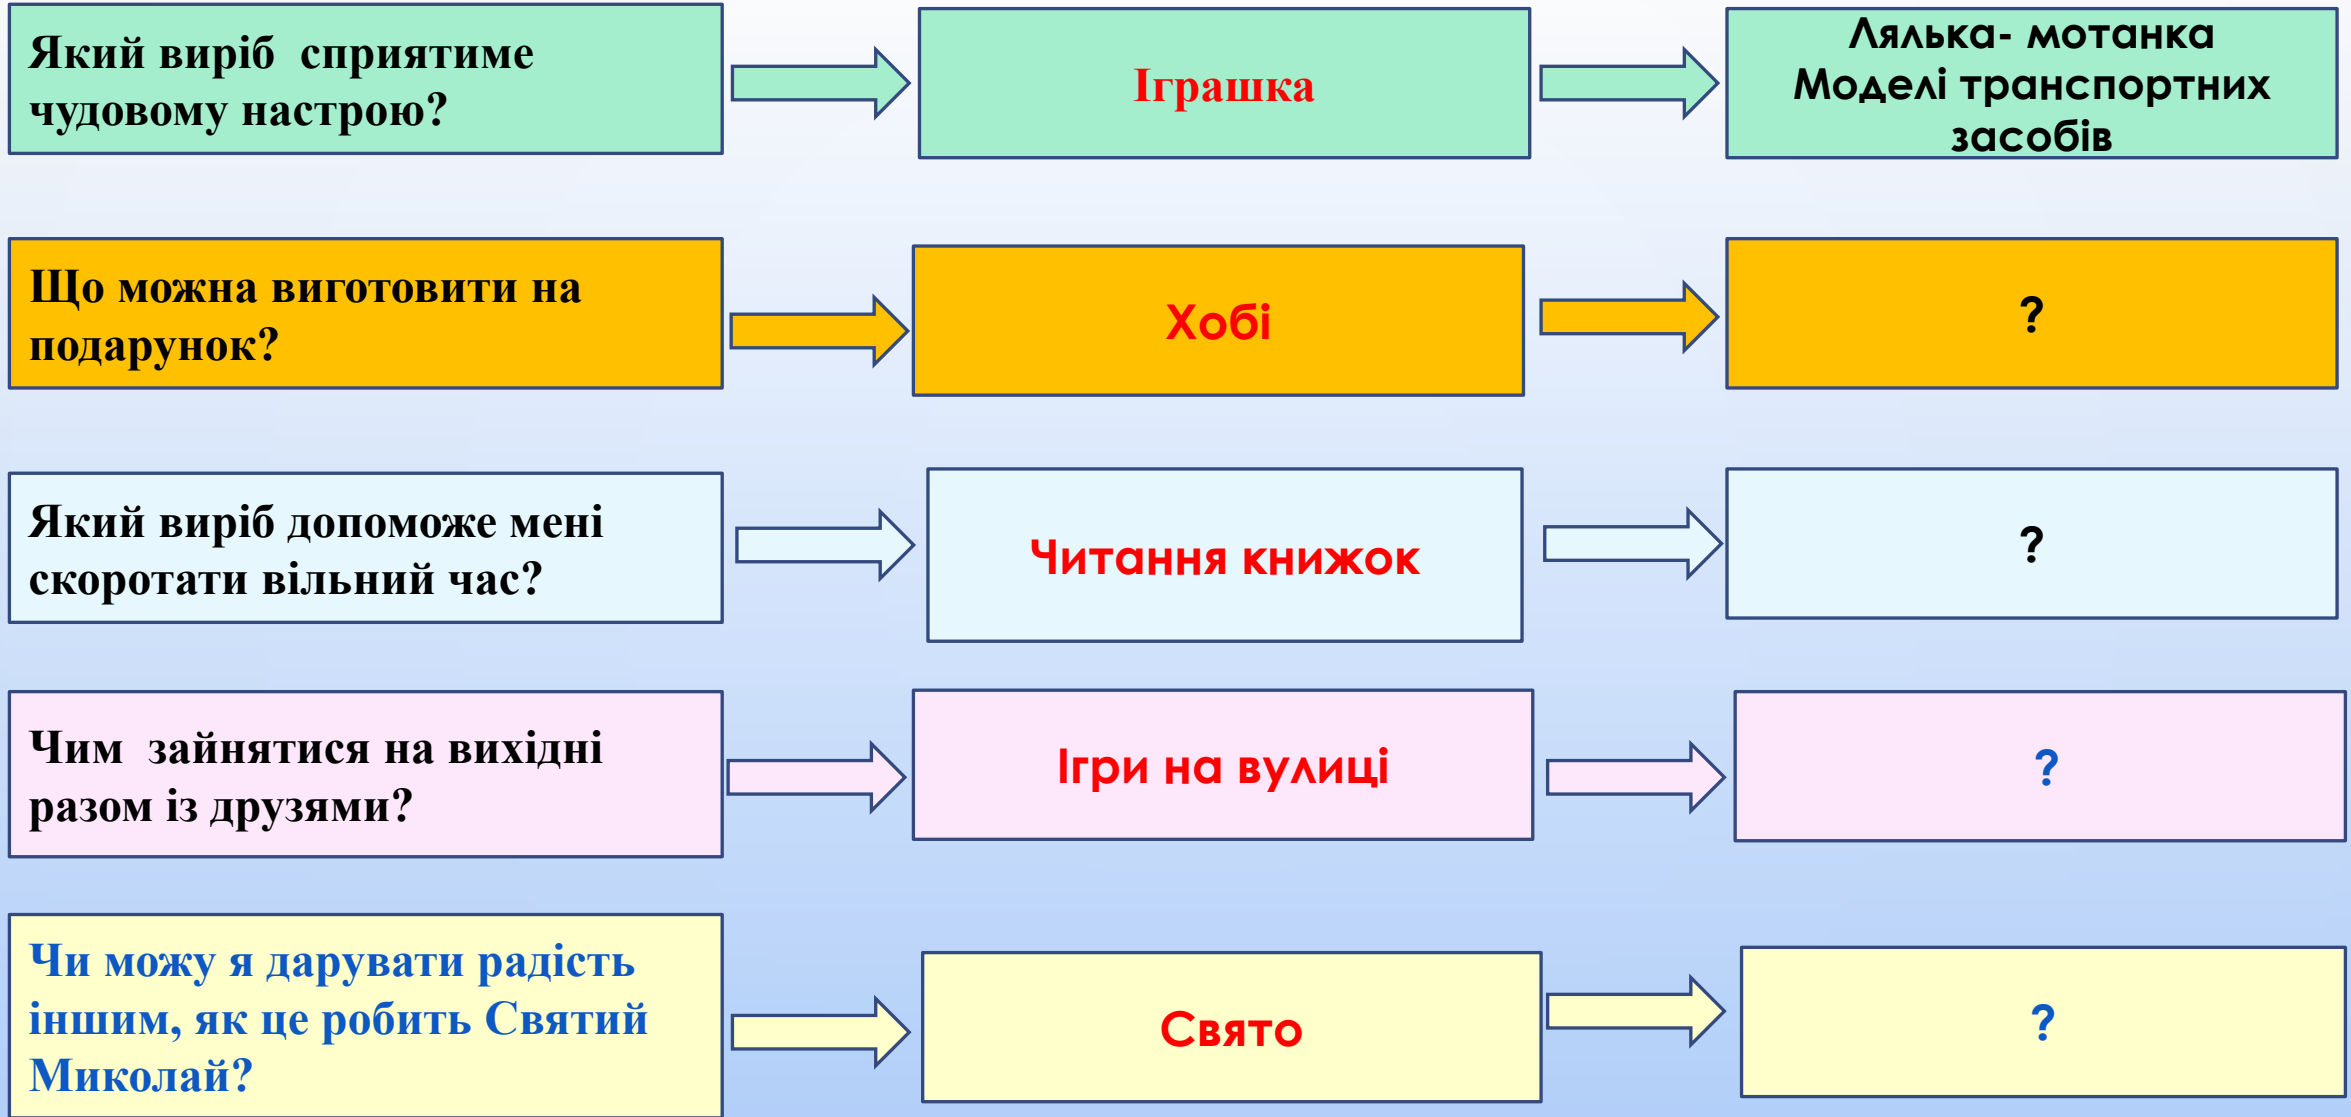 Який виріб  сприятиме
чудовому настрою?
Іграшка
Лялька- мотанка
Моделі транспортних
засобів
Що можна виготовити на
подарунок?
Хобі
?
Який виріб допоможе мені
скоротати вільний час?
Читання книжок
?
Чим  зайнятися на вихідні
разом із друзями?
Ігри на вулиці
?
Чи можу я дарувати радість
іншим, як це робить Святий
Миколай?
Свято
?